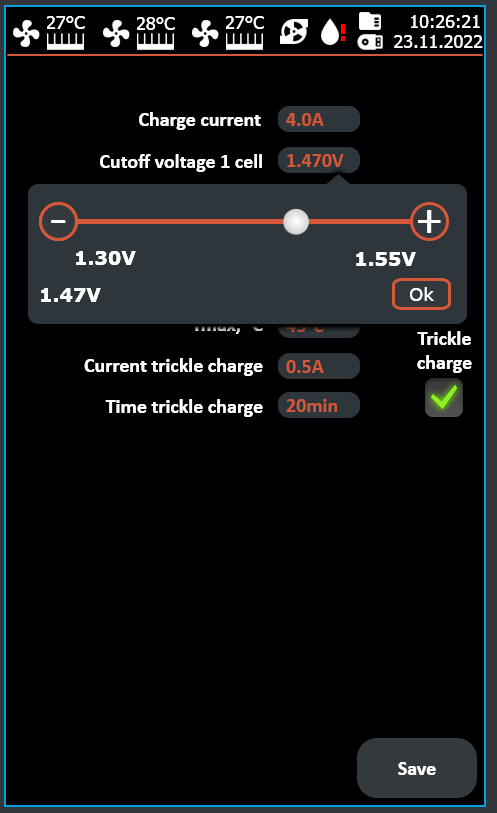 27°C 28°C 27°C 10:26:21
23.11.2022
Charge current 4.0A
Cutoff voltage 1 cell 1.470V
1.30V 1.55V
1.47V Ok
Tmax, °C 45°C
Trickle
charge
Current trickle charge 0.5A
Time trickle charge 20min
Save